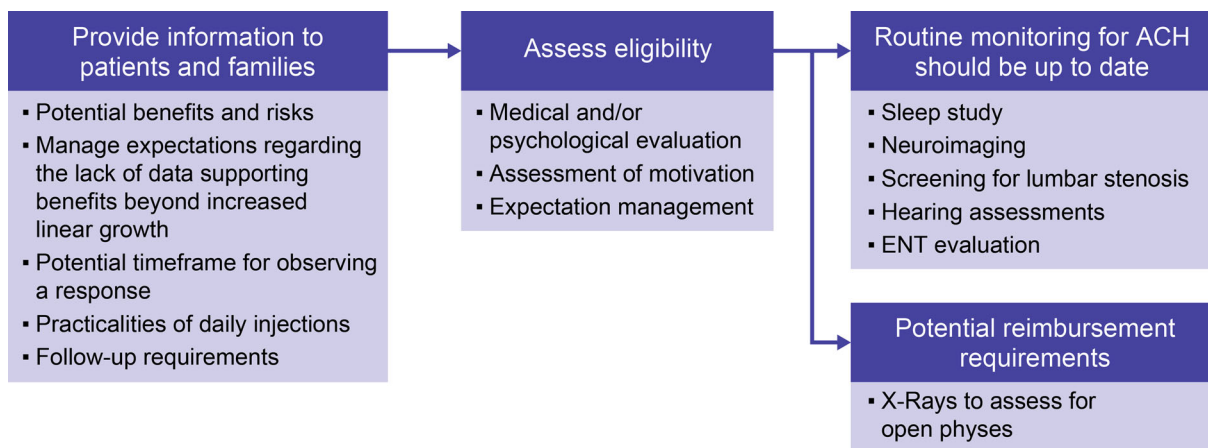 Provide information to
patients and families
▪ Potential benefits and risks
▪ Manage expectations regarding
the lack of data supporting
benefits beyond increased
linear growth
▪ Potential timeframe for observing
a response
▪ Practicalities of daily injections
▪ Follow-up requirements
Assess eligibility
▪ Medical and/or
psychological evaluation
▪ Assessment of motivation
▪ Expectation management
Routine monitoring for ACH
should be up to date
▪ Sleep study
▪ Neuroimaging
▪ Screening for lumbar stenosis
▪ Hearing assessments
▪ ENT evaluation
Potential reimbursement
requirements
▪ X-Rays to assess for
open physes